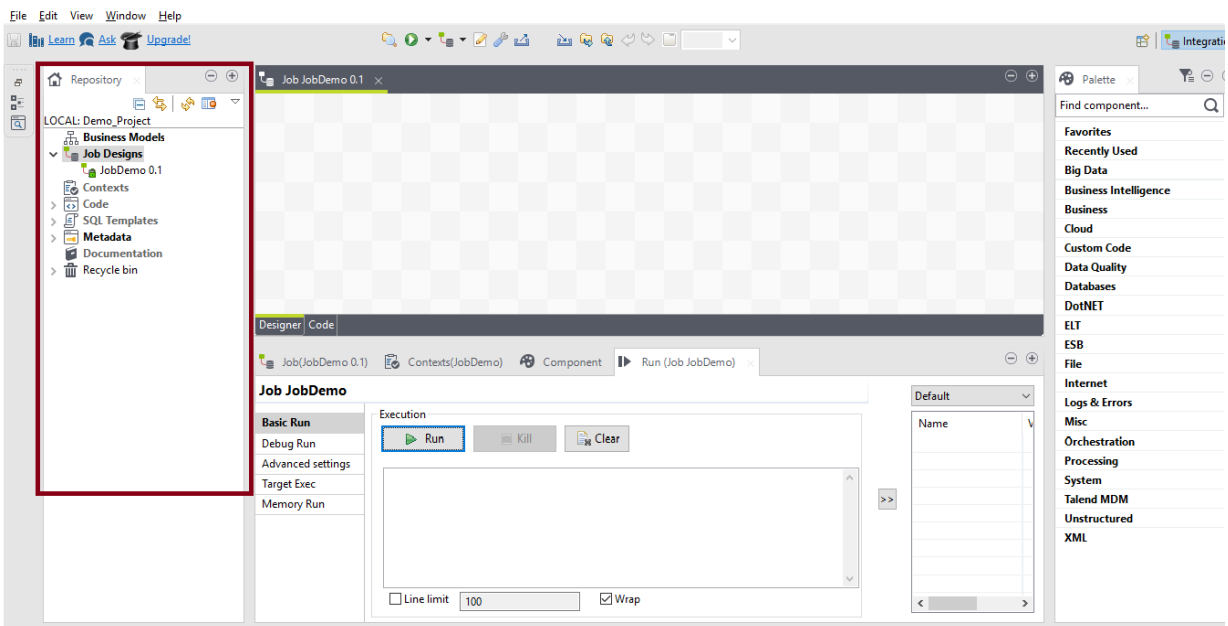 File Edit View Window Help
Learn Ask Upgrade!
Integratio
Repository
LOCAL: Demo_Project
Business Models
Job Designs
JobDemo 0.1
Contexts
Code
SQL Templates
Metadata
Documentation
Recycle bin
Job JobDemo 0.1
Designer Code
Job(JobDemo 0.1) Contexts(JobDemo) Component Run (Job JobDemo)
Job JobDemo
Basic Run
Debug Run
Advanced settings
Target Exec
Memory Run
Execution
Run Kill Clear
Line limit 100 Wrap
>>
Default
Name V
Palette
Find component...
Favorites
Recently Used
Big Data
Business Intelligence
Business
Cloud
Custom Code
Data Quality
Databases
DotNET
ELT
ESB
File
Internet
Logs & Errors
Misc
Orchestration
Processing
System
Talend MDM
Unstructured
XML